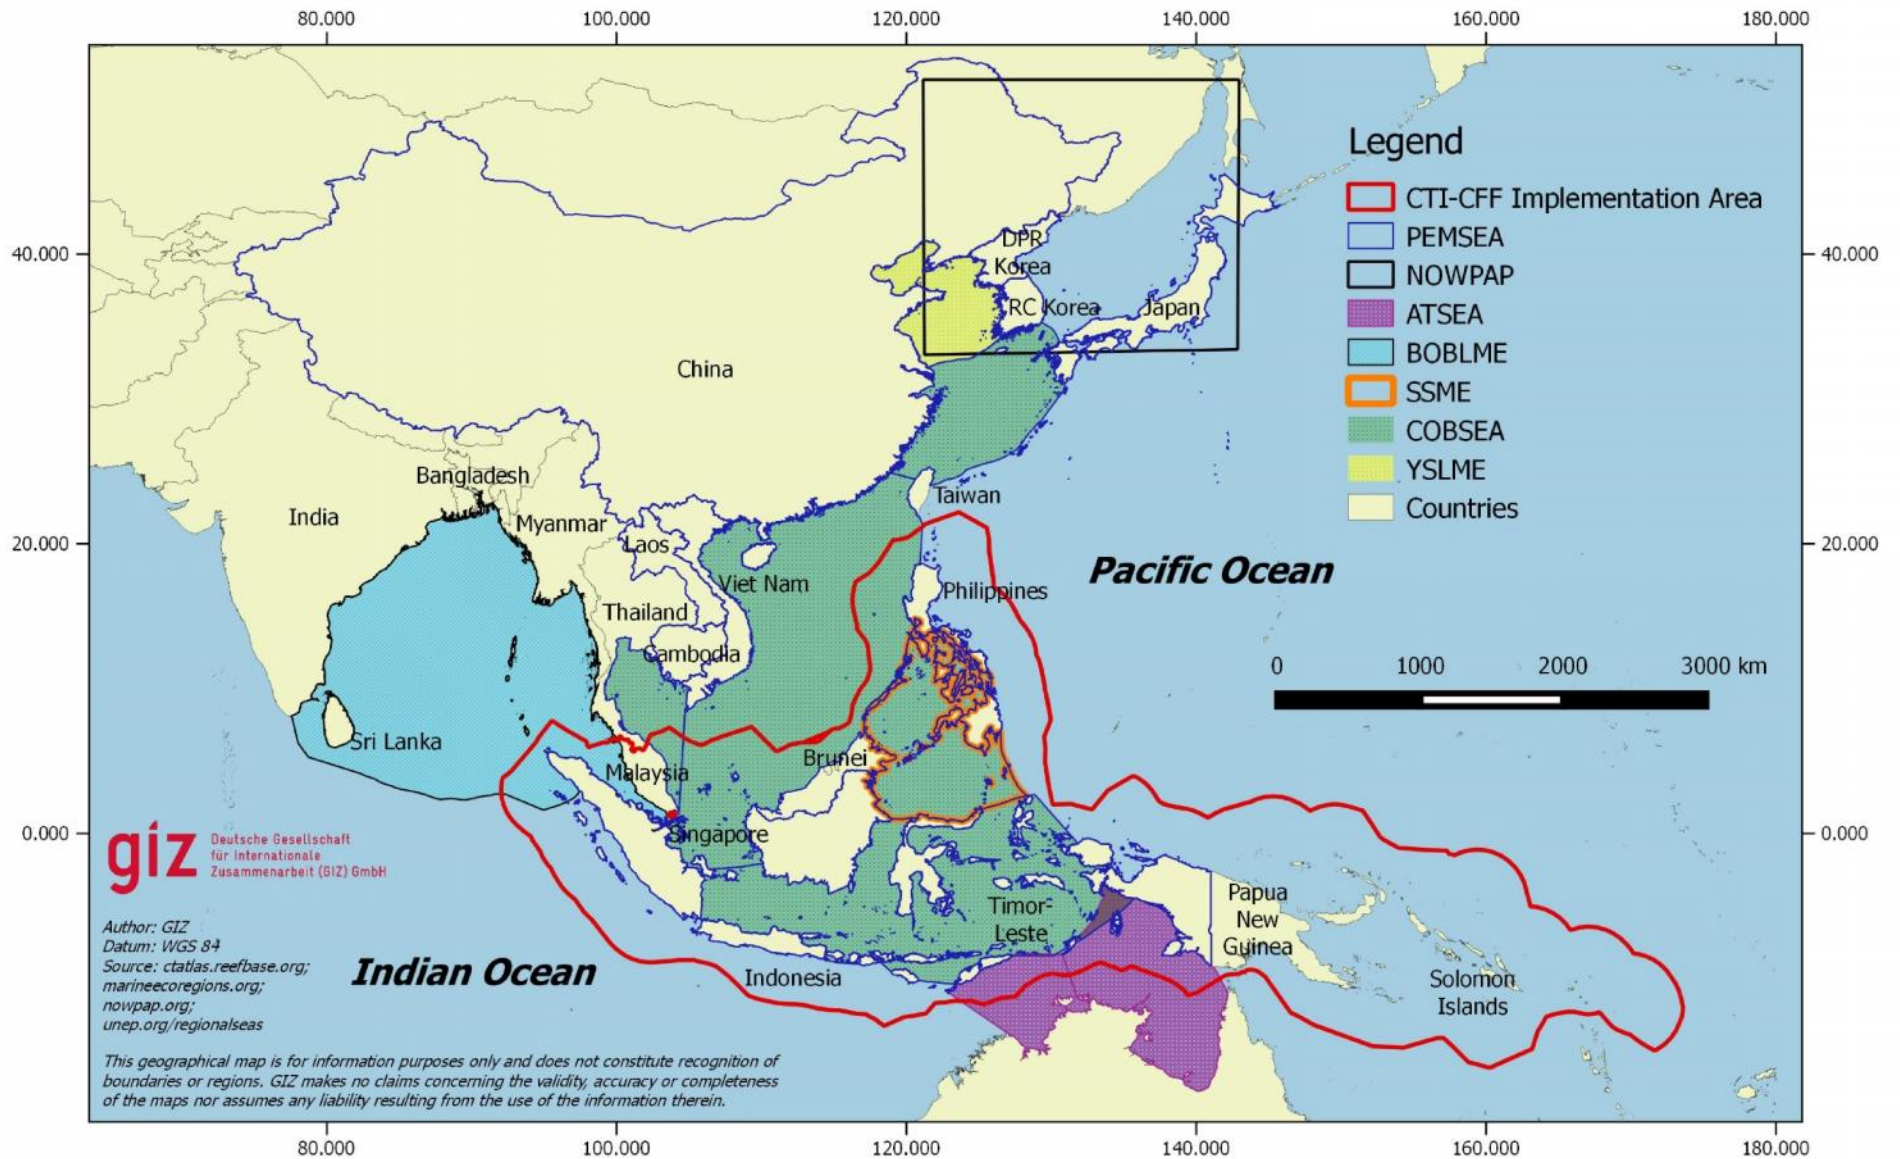 80.000
100.000
120.000
140.000
160.000
180.000
Legend
CTI-CFF Implementation Area
PEMSEA
NOWPAP
ATSEA
BOBLME
SSME
COBSEA
YSLME
Countries
40.000
40.000
DPR
Korea
RC Korea
Japan
China
Bangladesh
India
Myanmar
Taiwan
20.000
20.000
Laos
Viet Nam
Thailand
Cambodia
Philippines
Pacific Ocean
0
1000
2000
3000 km
Sri Lanka
Malaysia
Brunei
Singapore
0.000
0.000
giz
Deutsche Gesellschaft
für Internationale
Zusammenarbeit (GIZ) GmbH
Timor-
Leste
Papua
New
Guinea
Solomon
Islands
Indonesia
Indian Ocean
Author: GIZ
Datum: WGS 84
Source: ctatlas.reefbase.org;
marineecoregions.org;
nowpap.org;
unep.org/regionalseas
This geographical map is for information purposes only and does not constitute recognition of
boundaries or regions. GIZ makes no claims concerning the validity, accuracy or completeness
of the maps nor assumes any liability resulting from the use of the information therein.
80.000
100.000
120.000
140.000
160.000
180.000